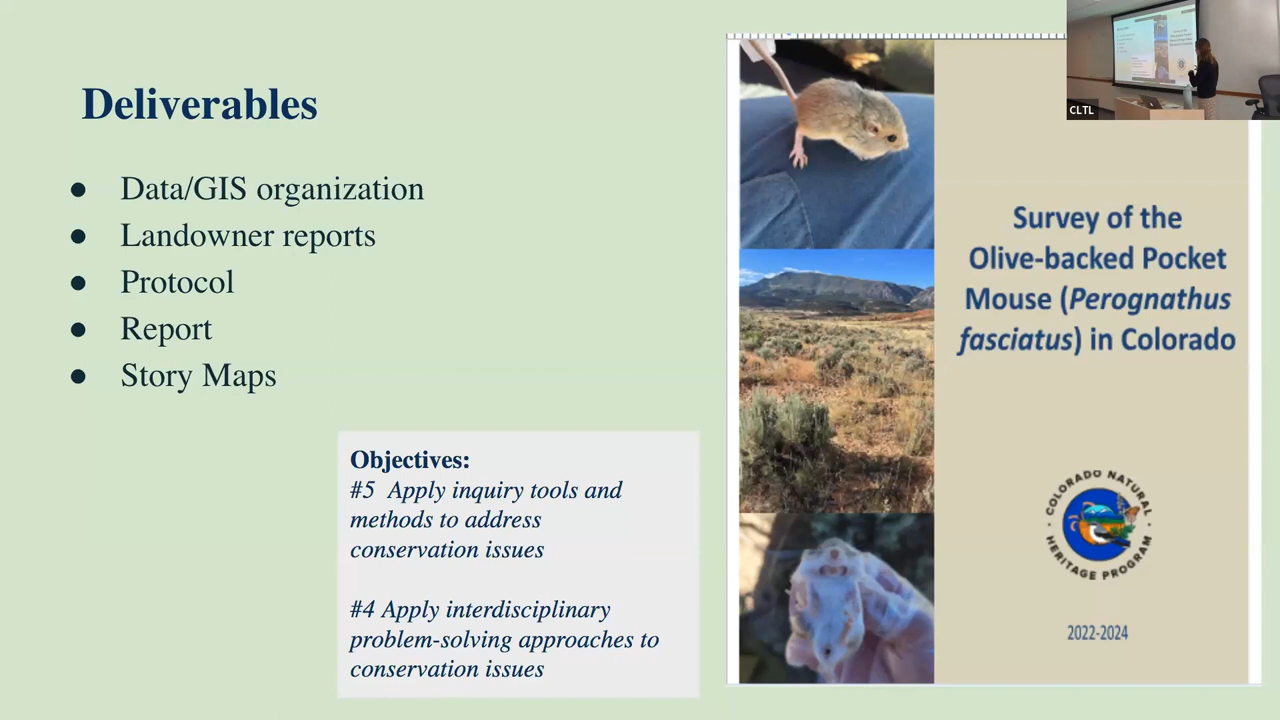 Deliverables
● Data/GIS organization
● Landowner reports
● Protocol
● Report
● Story Maps
Objectives:
#5 Apply inquiry tools and
methods to address
conservation issues
#4 Apply interdisciplinary
problem-solving approaches to
conservation issues
Survey of the
Olive-backed Pocket
Mouse (Perognathus
fasciatus) in Colorado
COLORADO NATURAL
HERITAGE PROGRAM
2022-2024
CLTL